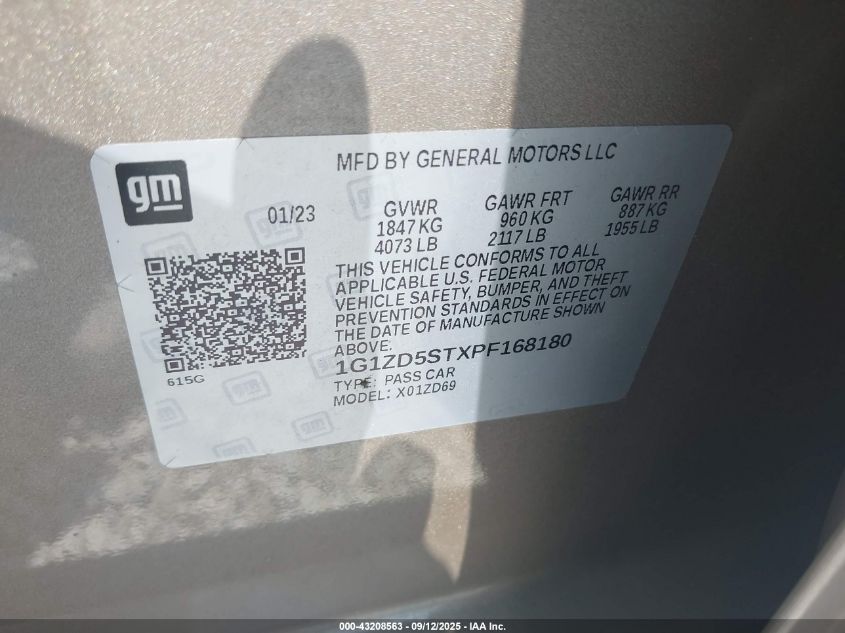 gm
MFD BY GENERAL MOTORS LLC
01/23
GVWR
1847 KG
4073 LB
GAWR FRT
960 KG
2117 LB
GAWR RR
887 KG
1955 LB
THIS VEHICLE CONFORMS TO ALL
APPLICABLE U.S. FEDERAL MOTOR
VEHICLE SAFETY, BUMPER, AND THEFT
PREVENTION STANDARDS IN EFFECT ON
THE DATE OF MANUFACTURE SHOWN
ABOVE.
1G1ZD5STXPF168180
TYPE: PASS CAR
MODEL: X01ZD69
615G
000-43208563 - 09/12/2025 - IAA Inc.